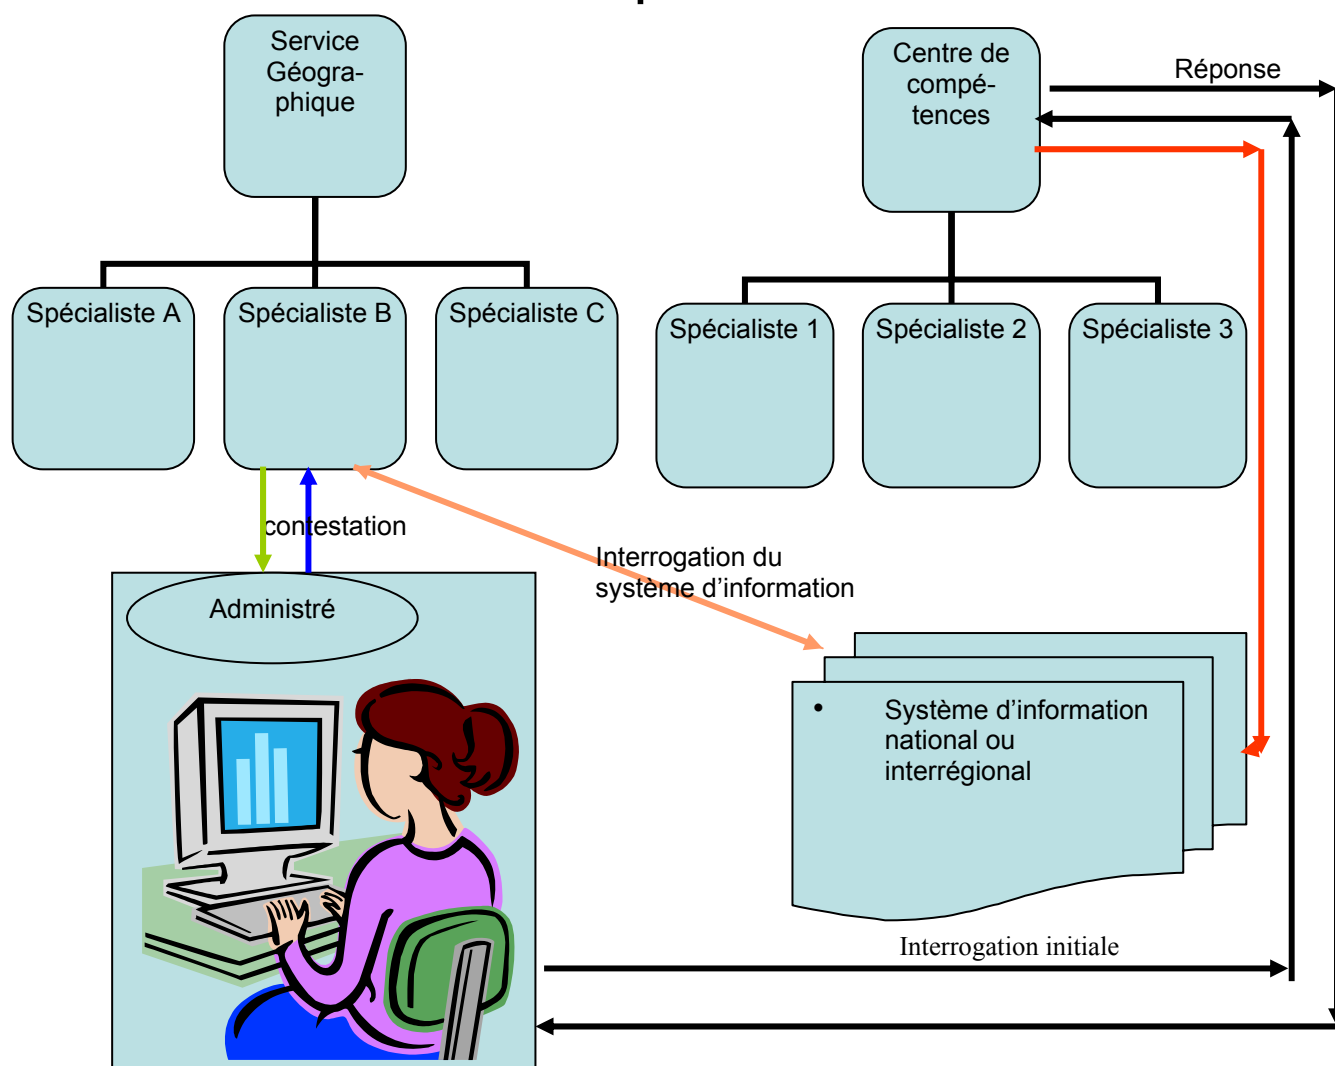 Service
Géogra-
phique
Centre de
compé-
tences
Réponse
Spécialiste A
Spécialiste B
Spécialiste C
Spécialiste 1
Spécialiste 2
Spécialiste 3
contestation
Interrogation du
système d’information
Administré
• Système d’information
national ou
interrégional
Interrogation initiale